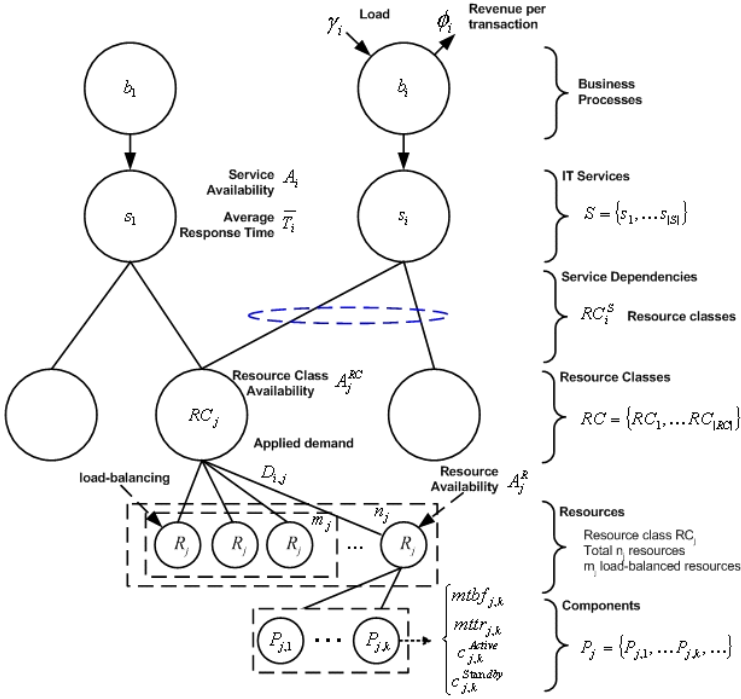 Load
γᵢ
ϕᵢ
Revenue per
transaction
b₁
bᵢ
Business
Processes
Service
Availability Aᵢ
IT Services
s₁
Average
Response Time T̅ᵢ
sᵢ
S = {s₁, … s|S|}
Service Dependencies
RCᵢˢ Resource classes
Resource Class
Availability Aⱼᴿᶜ
Resource Classes
RCⱼ
RC = {RC₁, … RC|RC|}
Applied demand
load-balancing
Dᵢ,ⱼ
Resource
Availability Aⱼᴿ
mⱼ
nⱼ
Resources
Rⱼ Rⱼ Rⱼ … Rⱼ
Resource class RCⱼ
Total nⱼ resources
mⱼ load-balanced resources
Components
Pⱼ,₁ … Pⱼ,ₖ
mtbfⱼ,ₖ
mttrⱼ,ₖ
cⱼ,ₖ^Active
cⱼ,ₖ^Standby
Pⱼ = {Pⱼ,₁, … Pⱼ,ₖ, …}